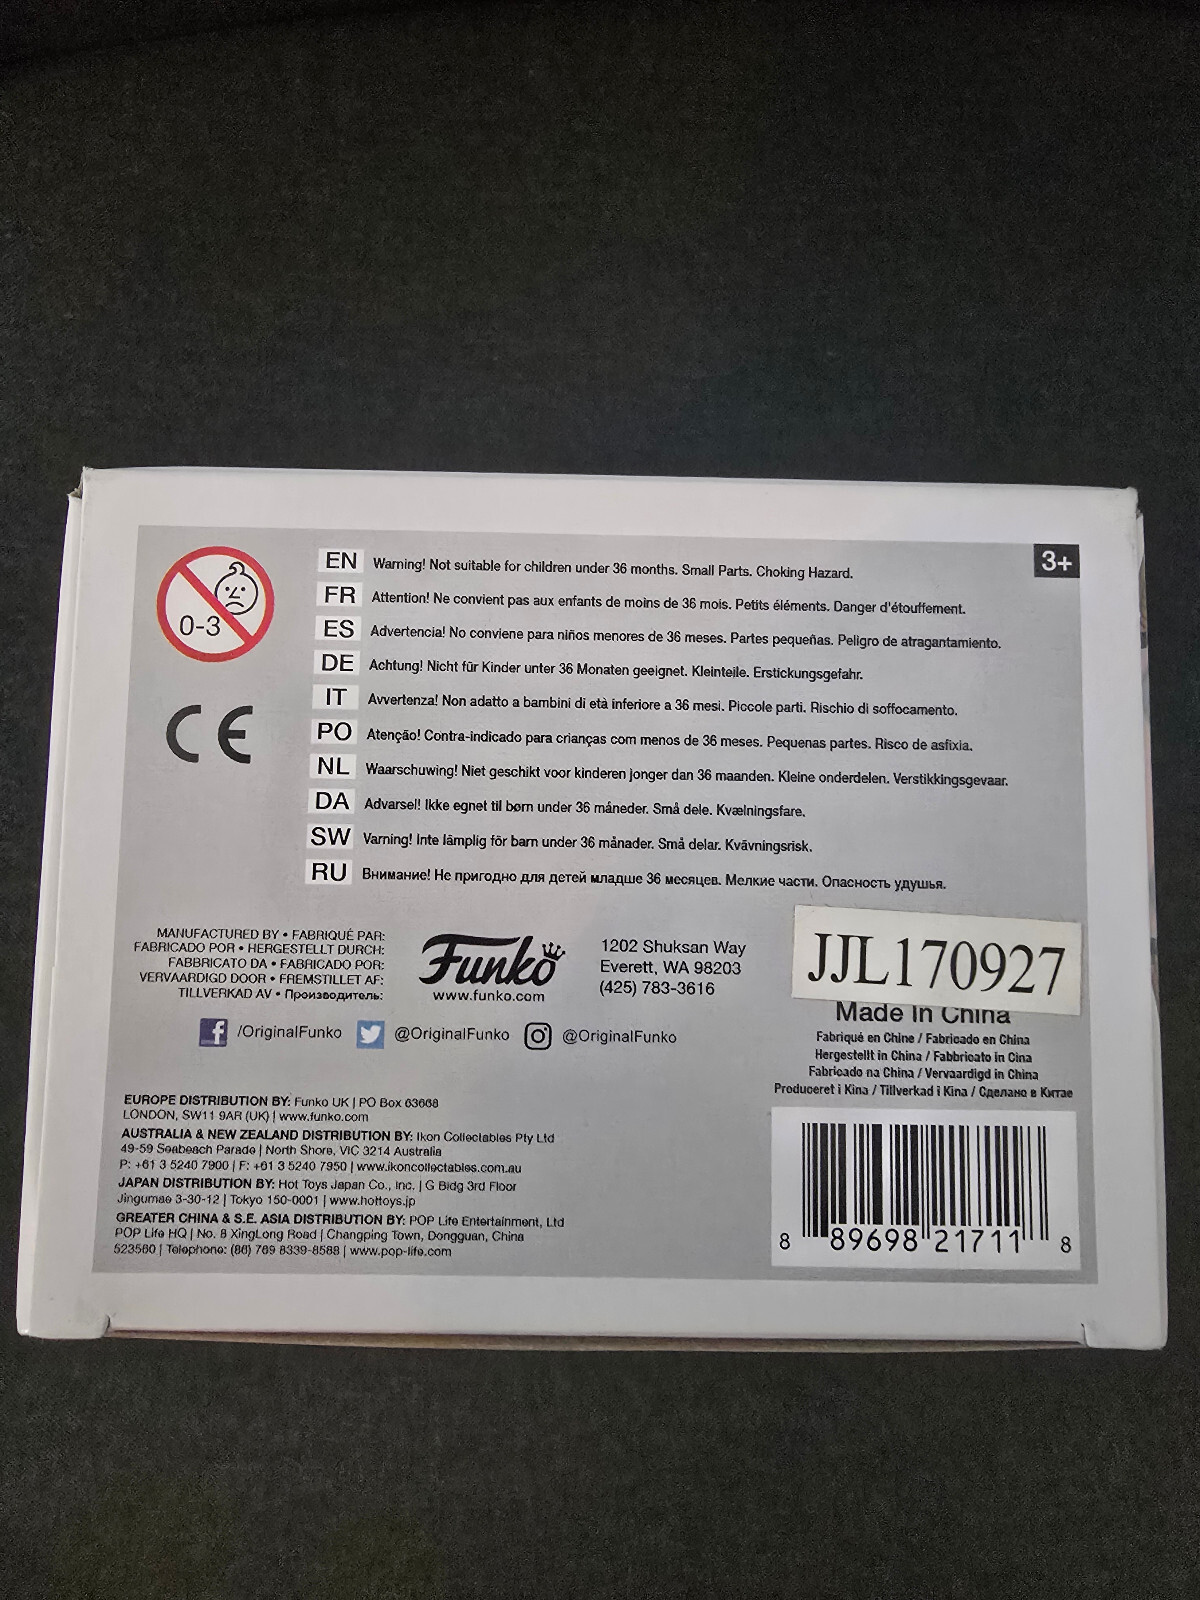 0-3
EN Warning! Not suitable for children under 36 months. Small Parts. Choking Hazard.
3+
FR Attention! Ne convient pas aux enfants de moins de 36 mois. Petits éléments. Danger d'étouffement.
ES Advertencia! No conviene para niños menores de 36 meses. Partes pequeñas. Peligro de atragantamiento.
DE Achtung! Nicht für Kinder unter 36 Monaten geeignet. Kleinteile. Erstickungsgefahr.
IT Avvertenza! Non adatto a bambini di età inferiore a 36 mesi. Piccole parti. Rischio di soffocamento.
PO Atenção! Contra-indicado para crianças com menos de 36 meses. Pequenas partes. Risco de asfixia.
NL Waarschuwing! Niet geschikt voor kinderen jonger dan 36 maanden. Kleine onderdelen. Verstikkingsgevaar.
DA Advarsel! Ikke egnet til børn under 36 måneder. Små dele. Kvælningsfare.
SW Varning! Inte lämplig för barn under 36 månader. Små delar. Kvävningsrisk.
RU Внимание! Не пригодно для детей младше 36 месяцев. Мелкие части. Опасность удушья.
CE
MANUFACTURED BY • FABRIQUÉ PAR:
FABRICADO POR • HERGESTELLT DURCH:
FABBRICATO DA • FABRICADO POR:
VERVAARDIGD DOOR • FREMSTILLET AF:
TILLVERKAD AV • Производитель:
Funko
www.funko.com
1202 Shuksan Way
Everett, WA 98203
(425) 783-3616
JJL170927
Made in China
Fabriqué en Chine / Fabricado en China
Hergestellt in China / Fabbricato in Cina
Fabricado na China / Vervaardigd in China
Produceret i Kina / Tillverkad i Kina / Сделано в Китае
/OriginalFunko @OriginalFunko @OriginalFunko
EUROPE DISTRIBUTION BY: Funko UK | PO Box 63668
LONDON, SW11 9AR (UK) | www.funko.com
AUSTRALIA & NEW ZEALAND DISTRIBUTION BY: Ikon Collectables Pty Ltd
49-59 Seabeach Parade | North Shore, VIC 3214 Australia
P: +61 3 5240 7900 | F: +61 3 5240 7950 | www.ikoncollectables.com.au
JAPAN DISTRIBUTION BY: Hot Toys Japan Co., Inc. | G Bldg 3rd Floor
Jingumae 3-30-12 | Tokyo 150-0001 | www.hottoys.jp
GREATER CHINA & S.E. ASIA DISTRIBUTION BY: POP Life Entertainment, Ltd
POP Life HQ | No. 8 XingLong Road | Changping Town, Dongguan, China
523560 | Telephone: (86) 769 8339-8588 | www.pop-life.com
8 89698 21711 8